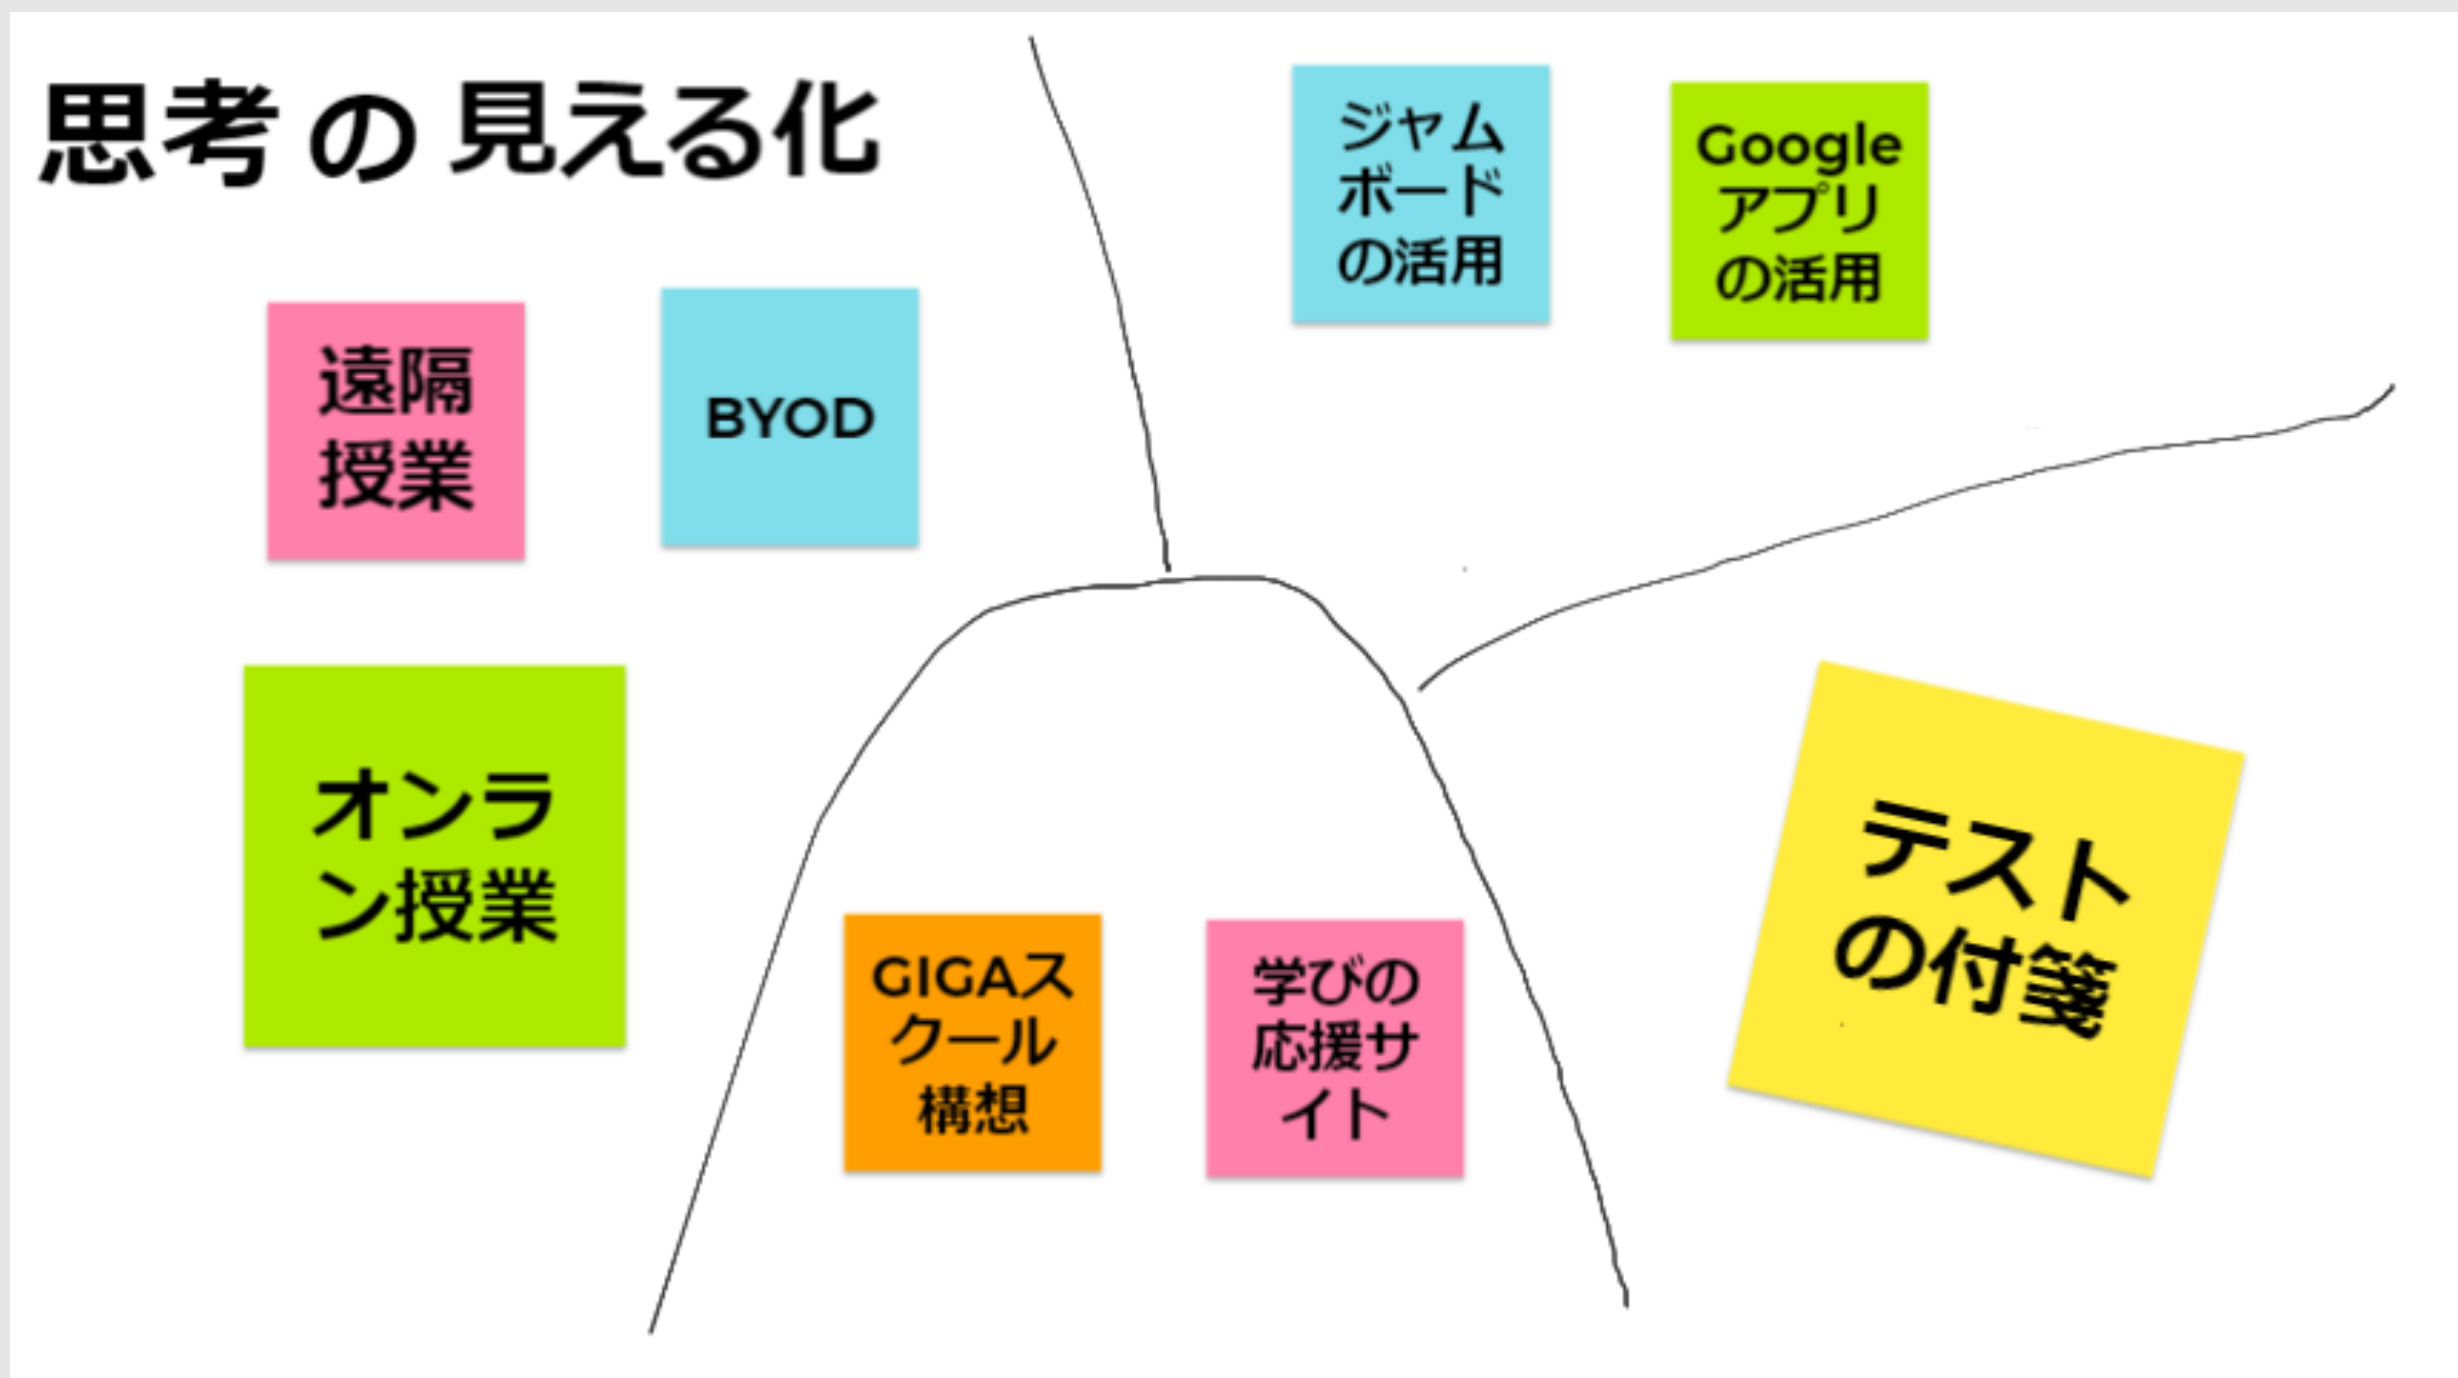 思考の見える化
遠隔
授業
BYOD
オンラ
ン授業
ジャム
ボード
の活用
Google
アプリ
の活用
GIGAス
クール
構想
学びの
応援サ
イト
テスト
の付箋